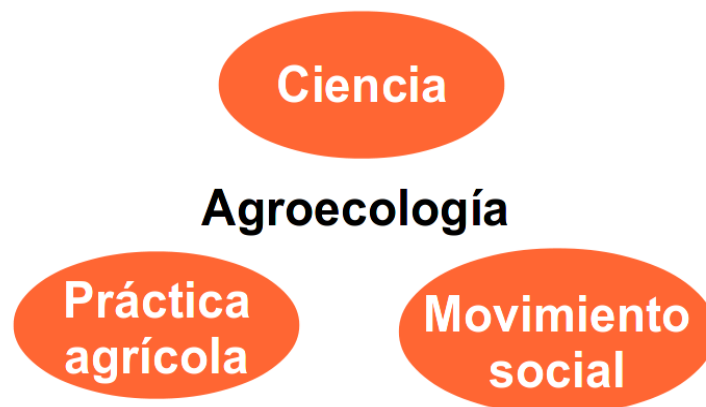 Ciencia
Agroecología
Práctica
agrícola
Movimiento
social